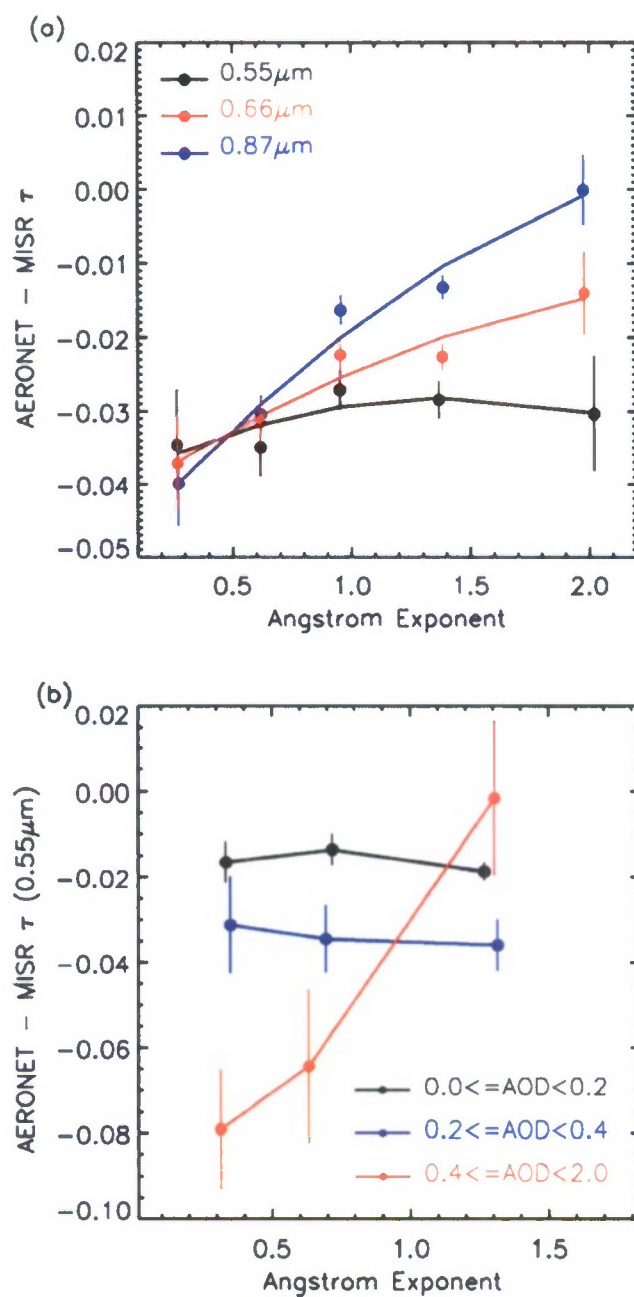 (a)
0.02
0.01
0.00
−0.01
−0.02
−0.03
−0.04
−0.05
AERONET − MISR τ
0.55μm
0.66μm
0.87μm
0.5 1.0 1.5 2.0
Angstrom Exponent
(b)
0.02
0.00
−0.02
−0.04
−0.06
−0.08
−0.10
AERONET − MISR τ (0.55μm)
0.0<=AOD<0.2
0.2<=AOD<0.4
0.4<=AOD<2.0
0.5 1.0 1.5
Angstrom Exponent